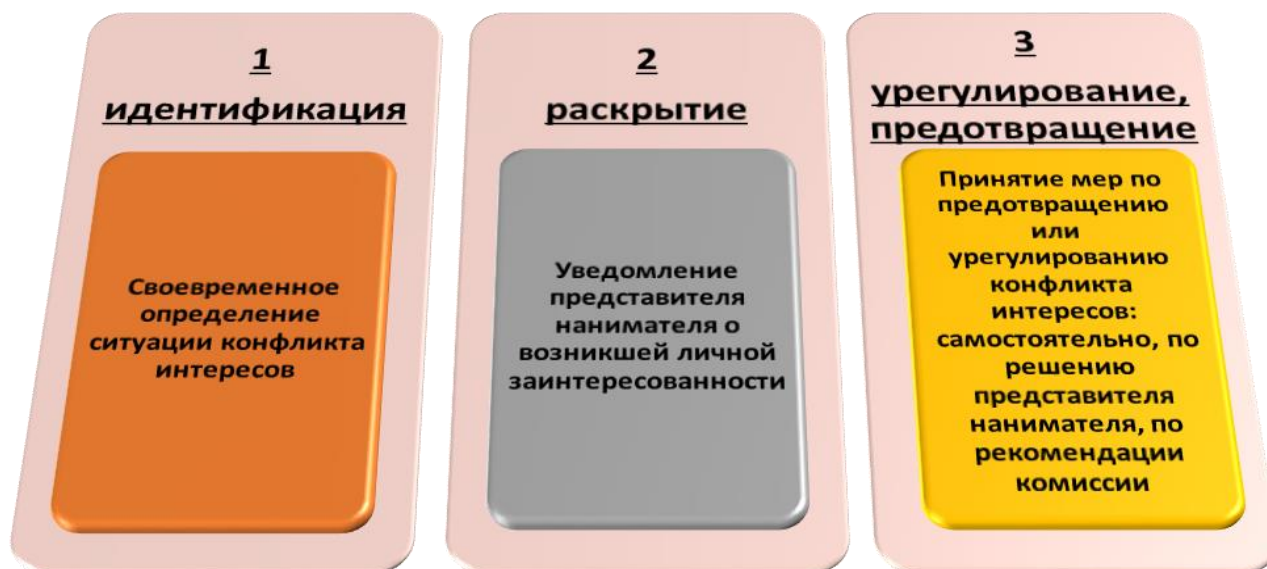 1
идентификация
Своевременное
определение
ситуации конфликта
интересов
2
раскрытие
Уведомление
представителя
нанимателя о
возникшей личной
заинтересованности
3
урегулирование,
предотвращение
Принятие мер по
предотвращению
или
урегулированию
конфликта
интересов:
самостоятельно, по
решению
представителя
нанимателя, по
рекомендации
комиссии